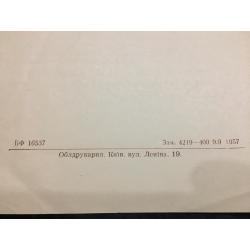 БФ 16537 Зам. 4219—400 9.9 1957
Облдрукарня. Київ. вул. Леніна, 19.